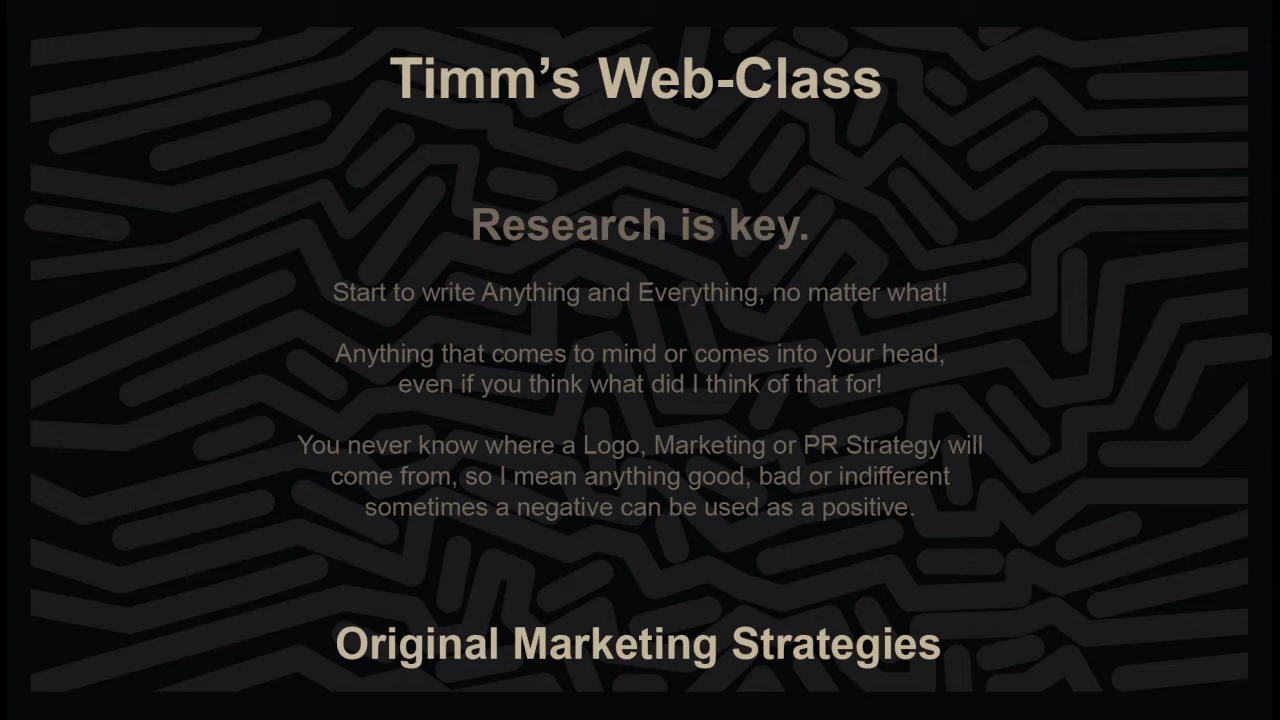 Timm’s Web-Class
Research is key.
Start to write Anything and Everything, no matter what!
Anything that comes to mind or comes into your head,
even if you think what did I think of that for!
You never know where a Logo, Marketing or PR Strategy will
come from, so I mean anything good, bad or indifferent
sometimes a negative can be used as a positive.
Original Marketing Strategies